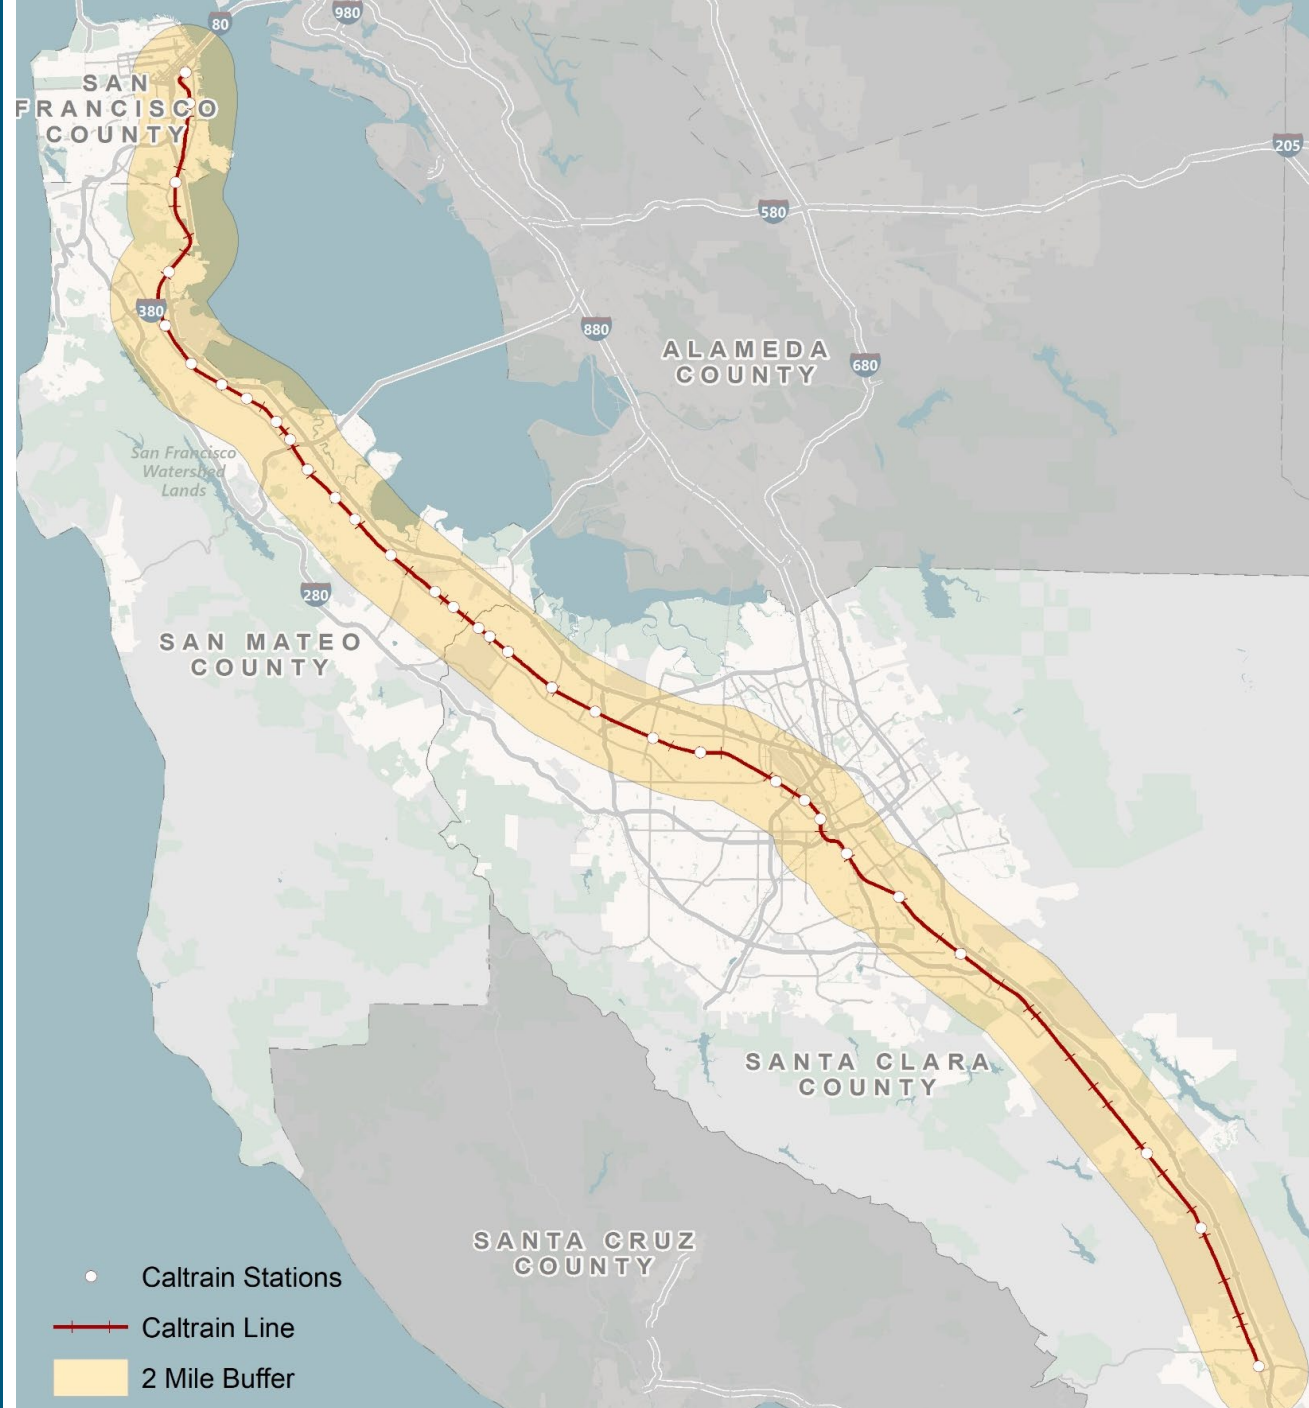 80
980
SAN
FRANCISCO
COUNTY
205
580
380
880
ALAMEDA
COUNTY
680
San Francisco
Watershed
Lands
280
SAN MATEO
COUNTY
SANTA CLARA
COUNTY
SANTA CRUZ
COUNTY
Caltrain Stations
Caltrain Line
2 Mile Buffer